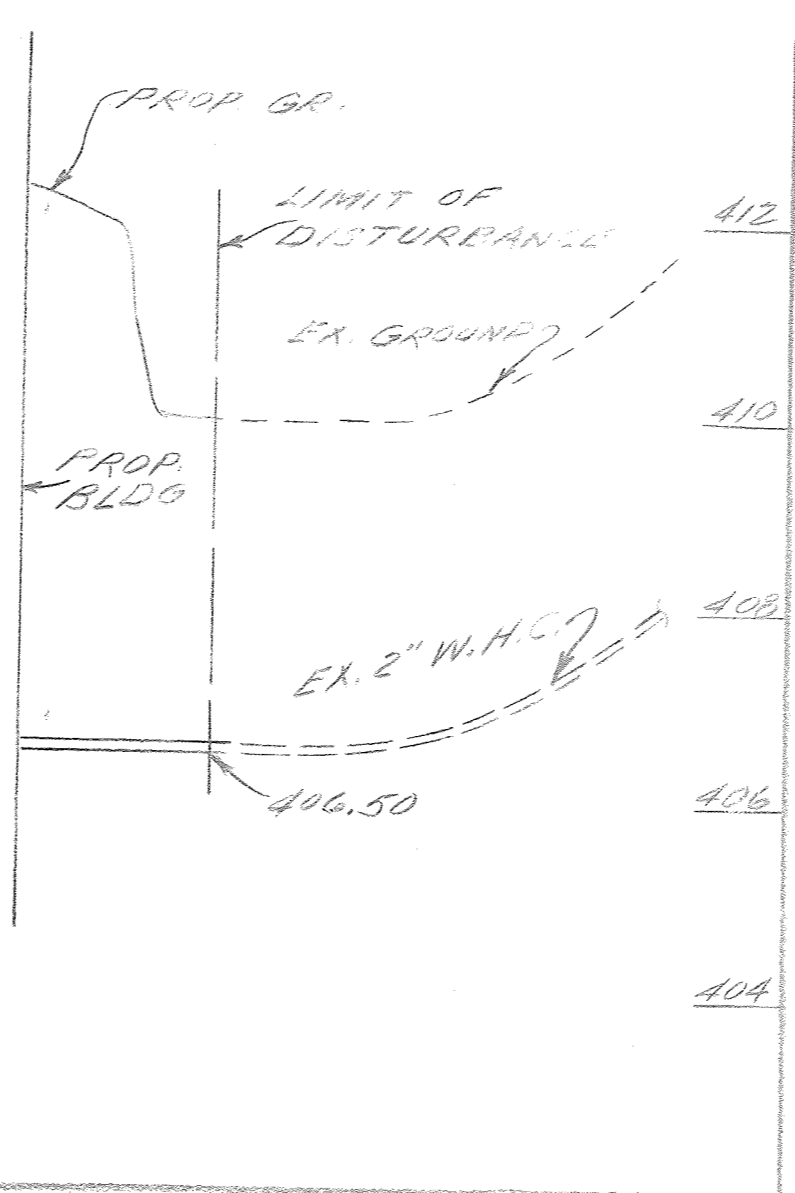 PROP. GR.
LIMIT OF
DISTURBANCE
412
EX. GROUND
410
PROP.
BLDG
408
EX. 2" W.H.C.
406.50
406
404